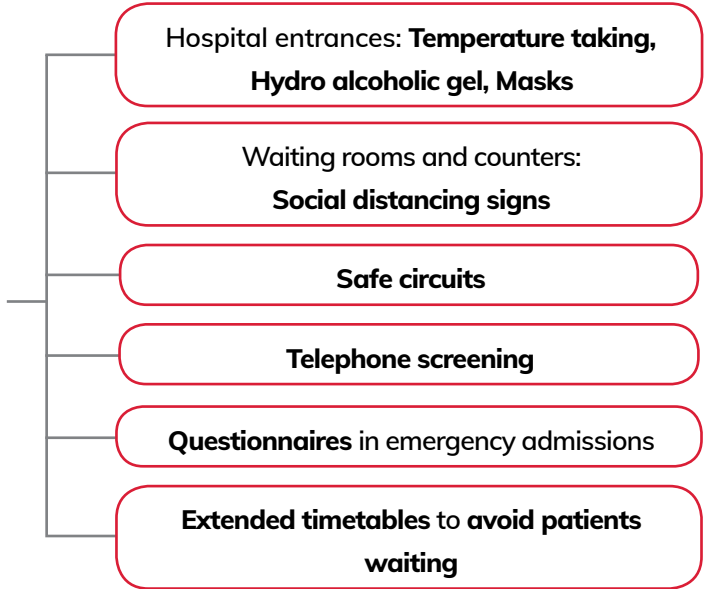 Hospital entrances: Temperature taking,
Hydro alcoholic gel, Masks
Waiting rooms and counters:
Social distancing signs
Safe circuits
Telephone screening
Questionnaires in emergency admissions
Extended timetables to avoid patients
waiting